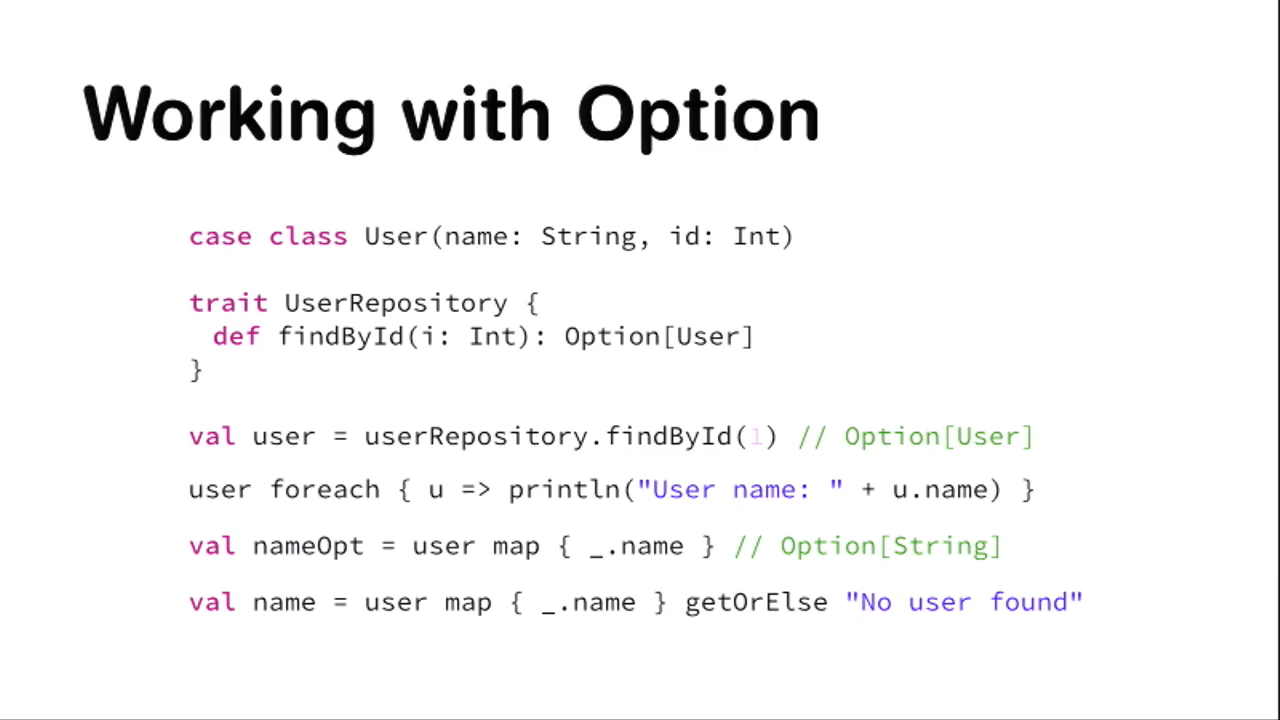 Working with Option
case class User(name: String, id: Int)
trait UserRepository {
def findById(i: Int): Option[User]
}
val user = userRepository.findById(1) // Option[User]
user foreach { u => println("User name: " + u.name) }
val nameOpt = user map { _.name } // Option[String]
val name = user map { _.name } getOrElse "No user found"